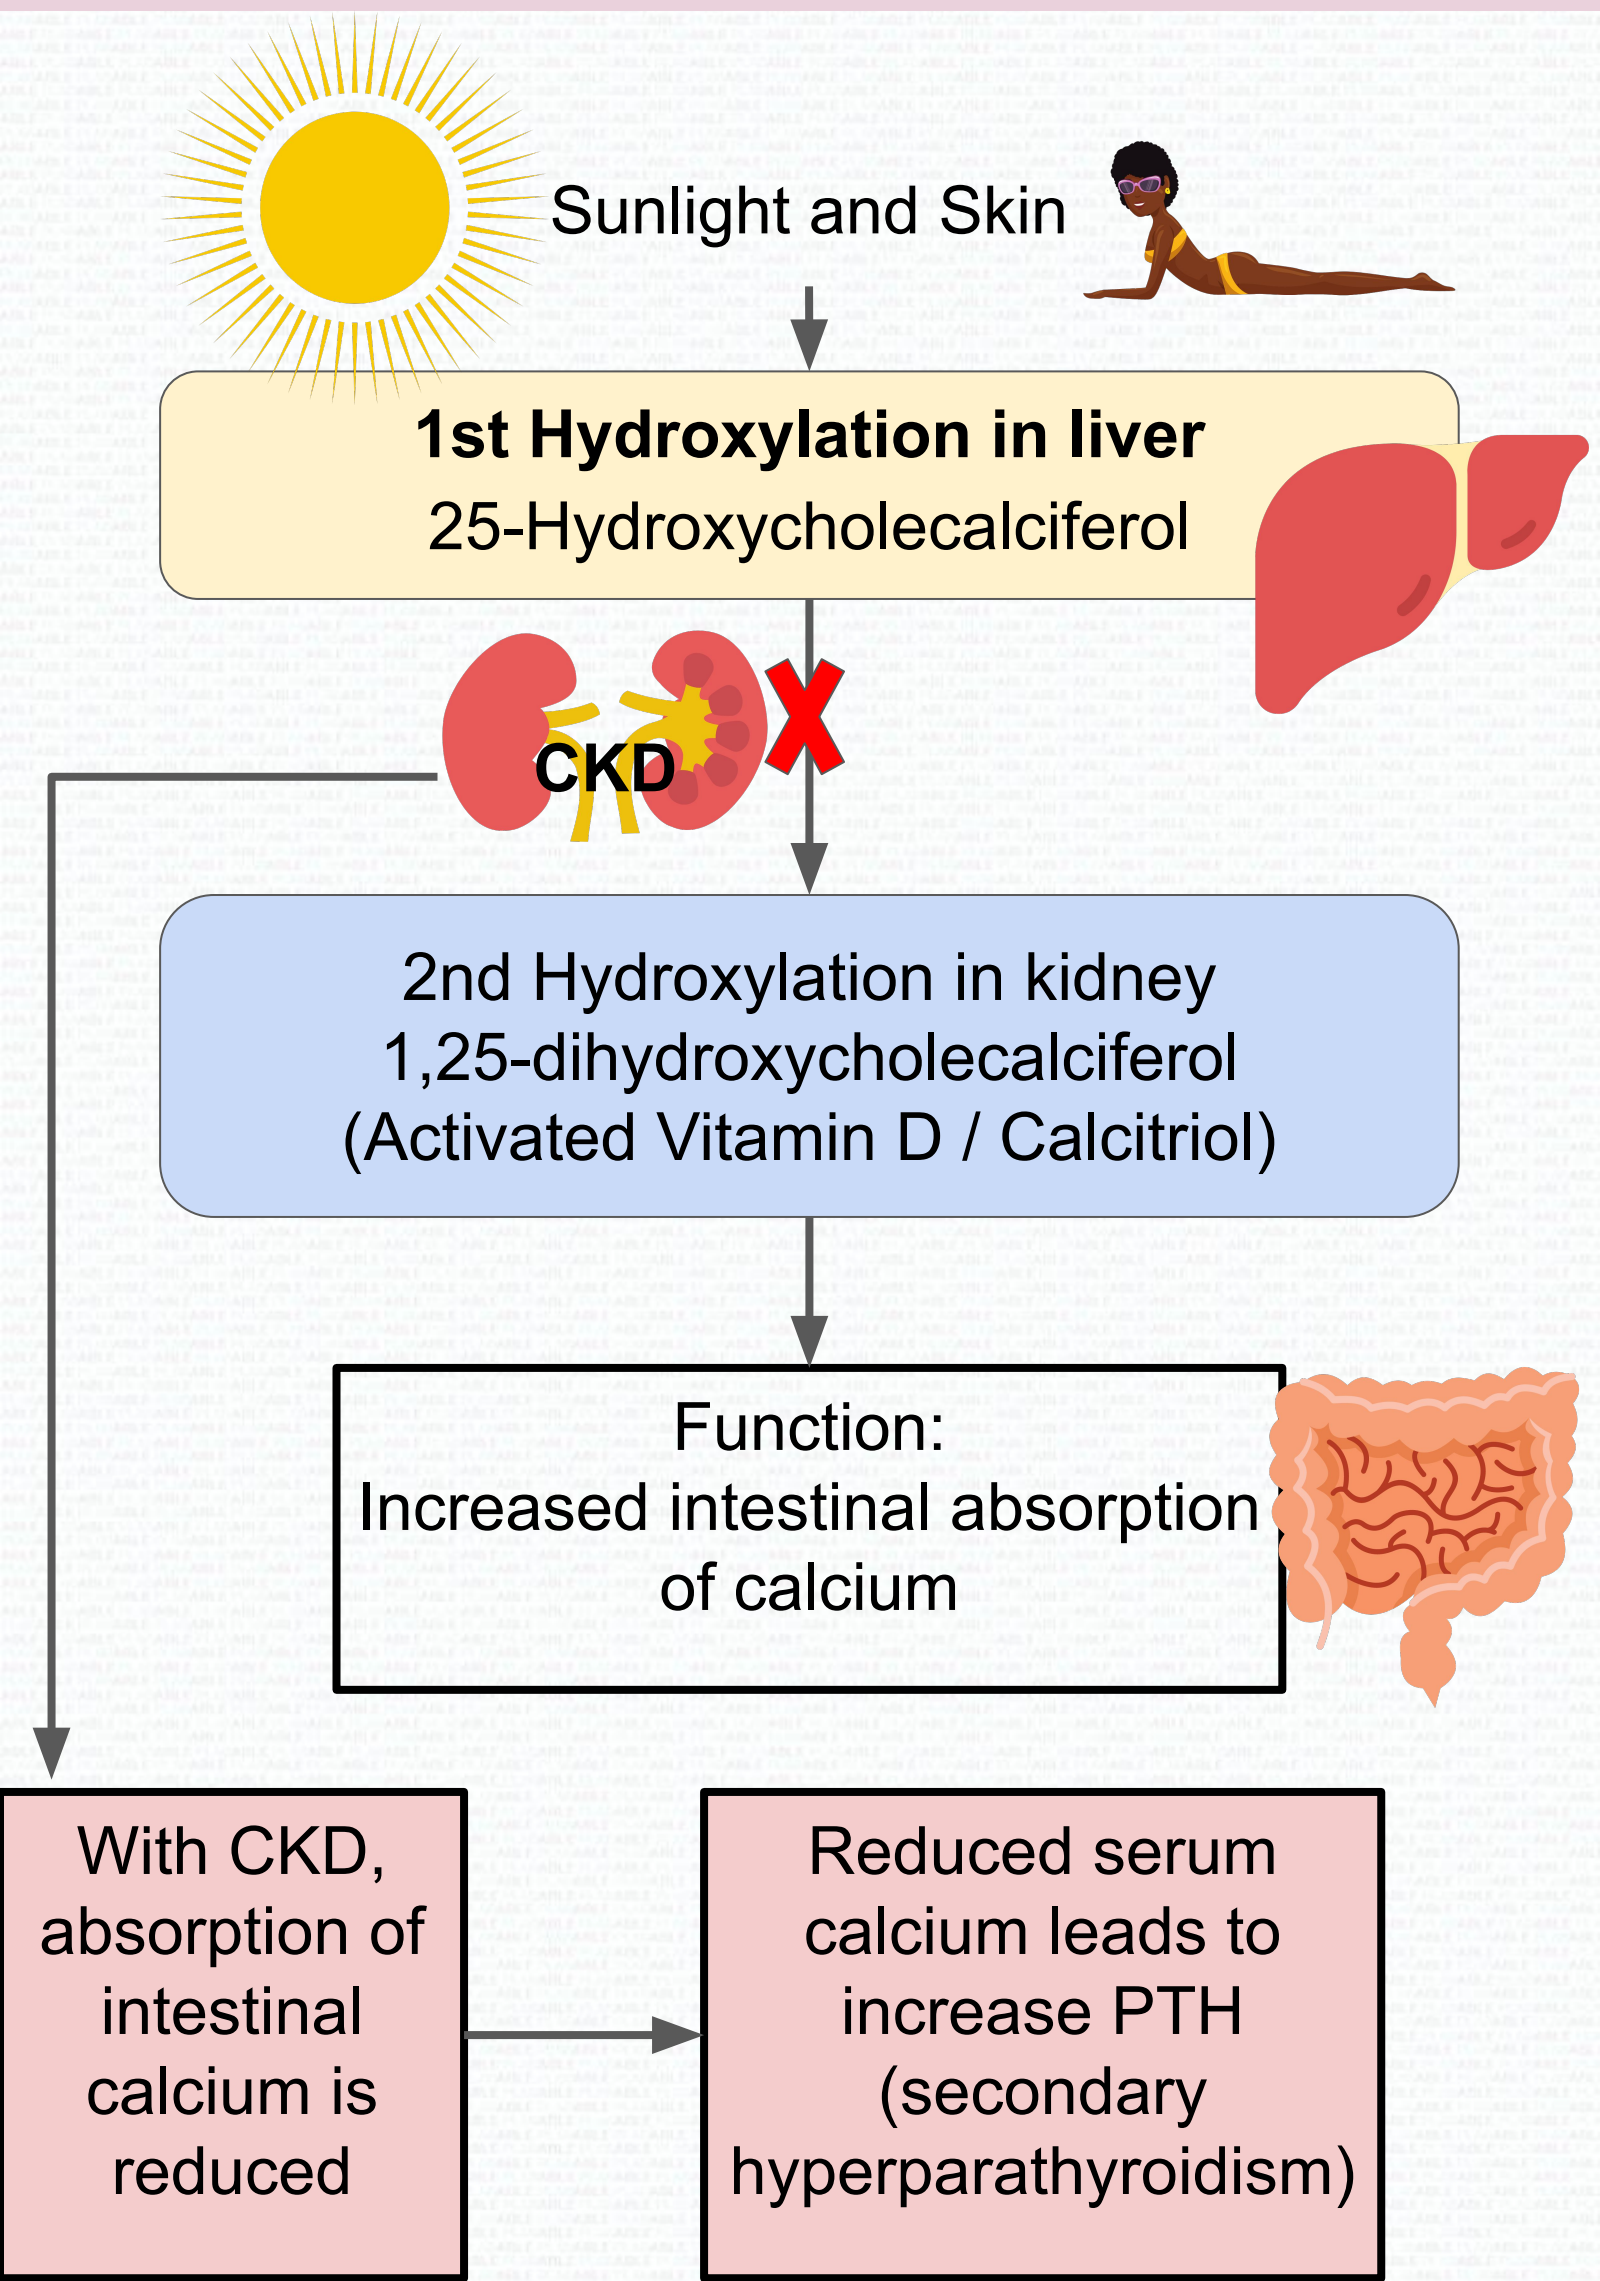 Sunlight and Skin
1st Hydroxylation in liver
25-Hydroxycholecalciferol
CKD
2nd Hydroxylation in kidney
1,25-dihydroxycholecalciferol
(Activated Vitamin D / Calcitriol)
Function:
Increased intestinal absorption
of calcium
With CKD,
absorption of
intestinal
calcium is
reduced
Reduced serum
calcium leads to
increase PTH
(secondary
hyperparathyroidism)